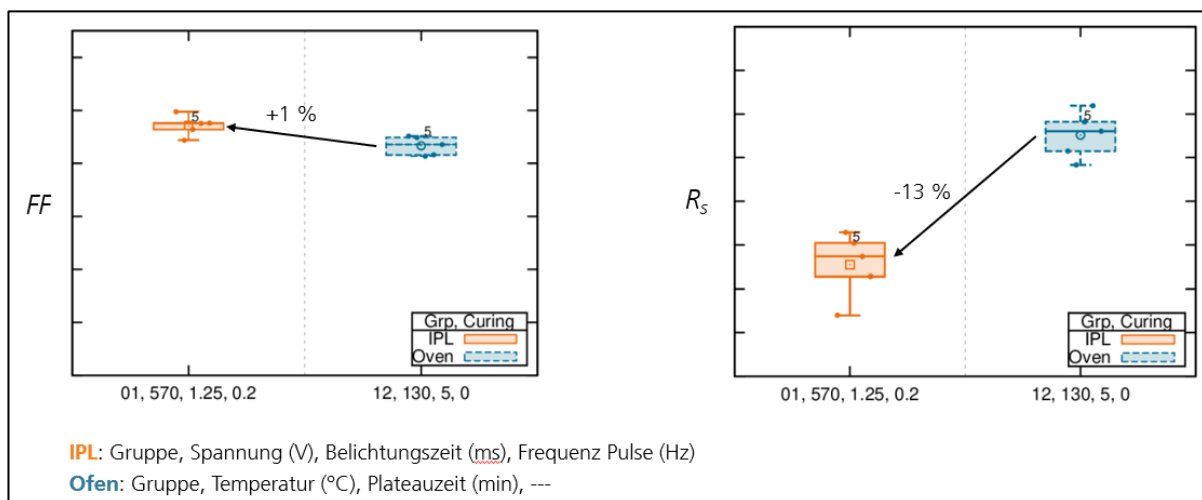 FF
+1 %
5
5
Grp, Curing
IPL
Oven
01, 570, 1.25, 0.2
12, 130, 5, 0
Rs
-13 %
5
5
Grp, Curing
IPL
Oven
01, 570, 1.25, 0.2
12, 130, 5, 0
IPL: Gruppe, Spannung (V), Belichtungszeit (ms), Frequenz Pulse (Hz)
Ofen: Gruppe, Temperatur (°C), Plateauzeit (min), ---